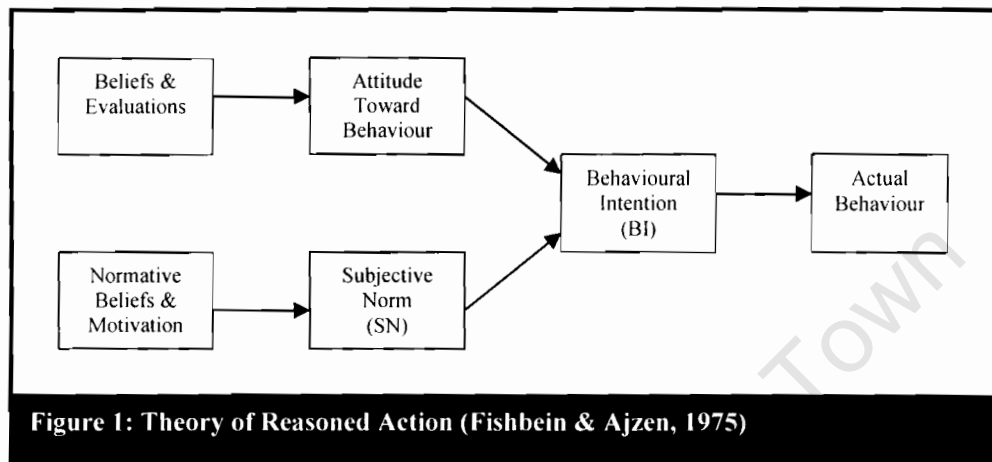 Beliefs &
Evaluations
Attitude
Toward
Behaviour
Behavioural
Intention
(BI)
Actual
Behaviour
Normative
Beliefs &
Motivation
Subjective
Norm
(SN)
Town
Figure 1: Theory of Reasoned Action (Fishbein & Ajzen, 1975)